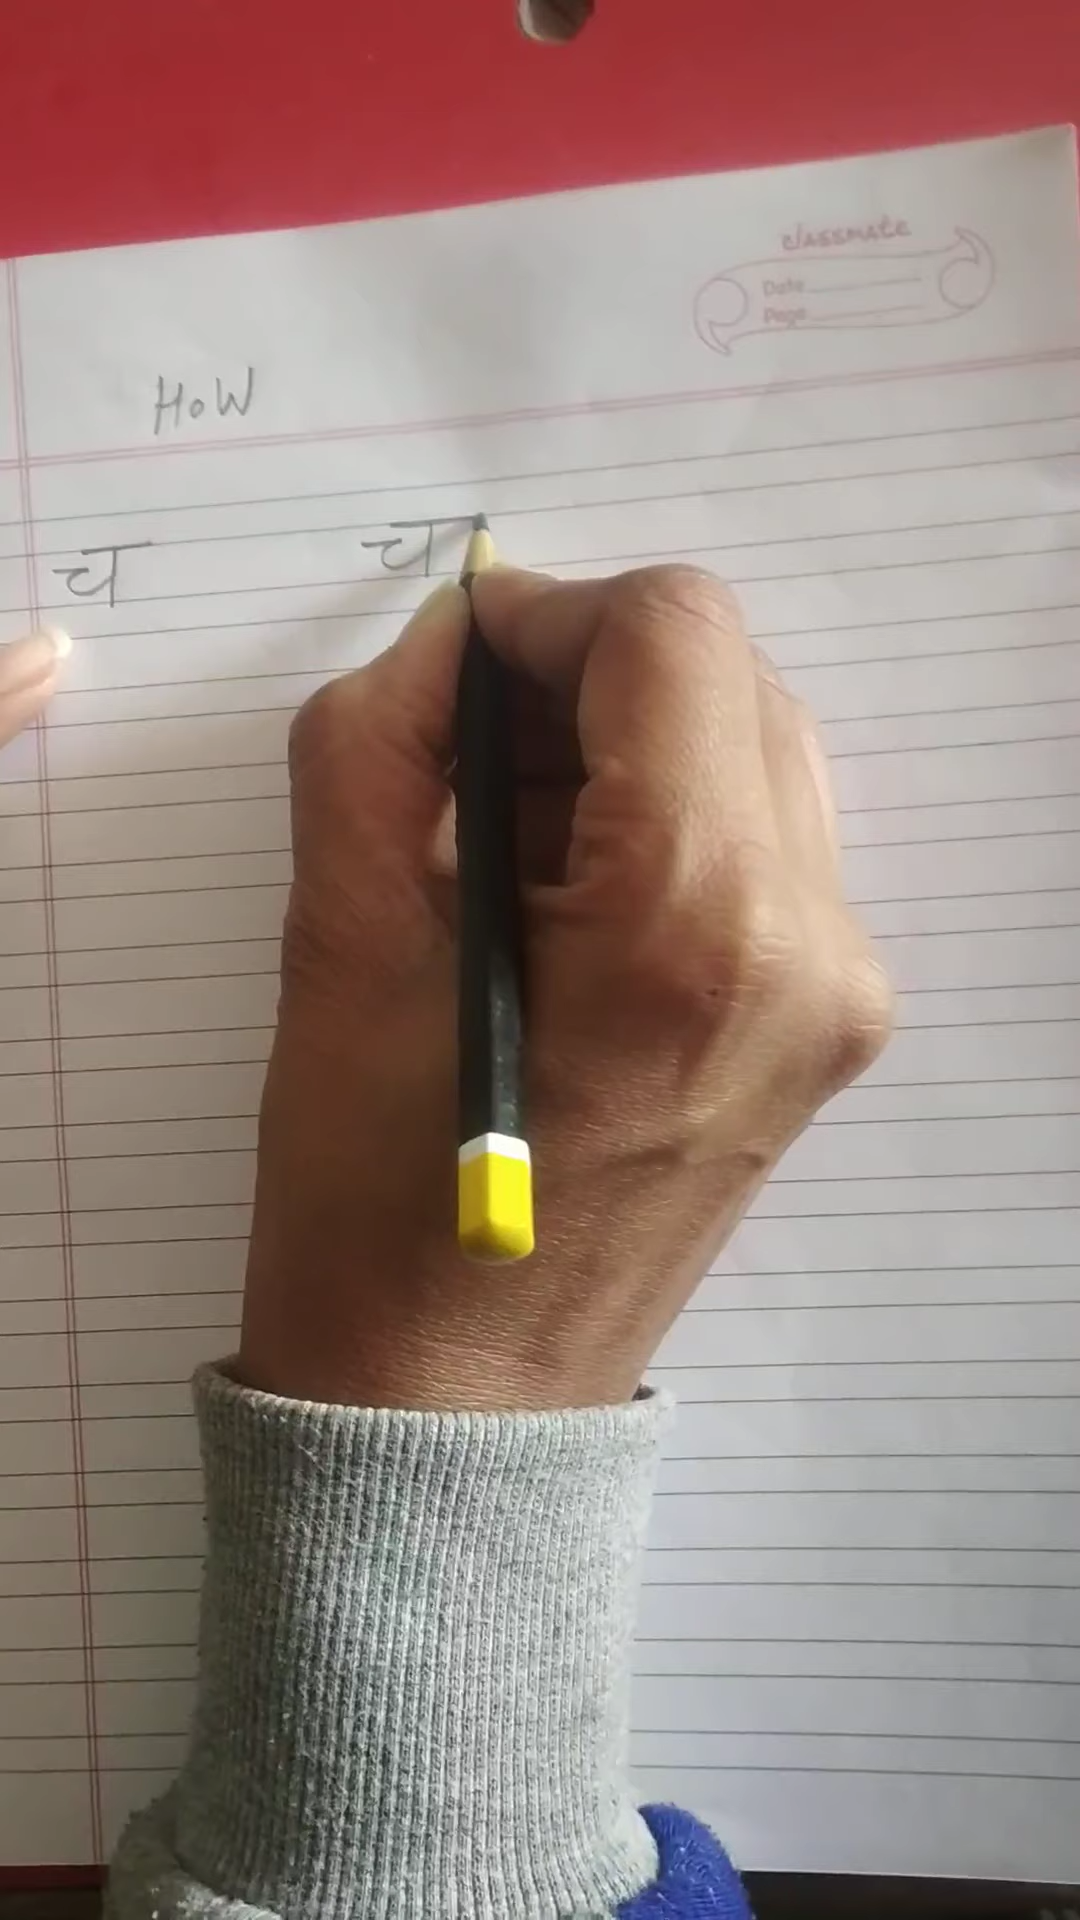 classmate
Date
Page
HoW
च च